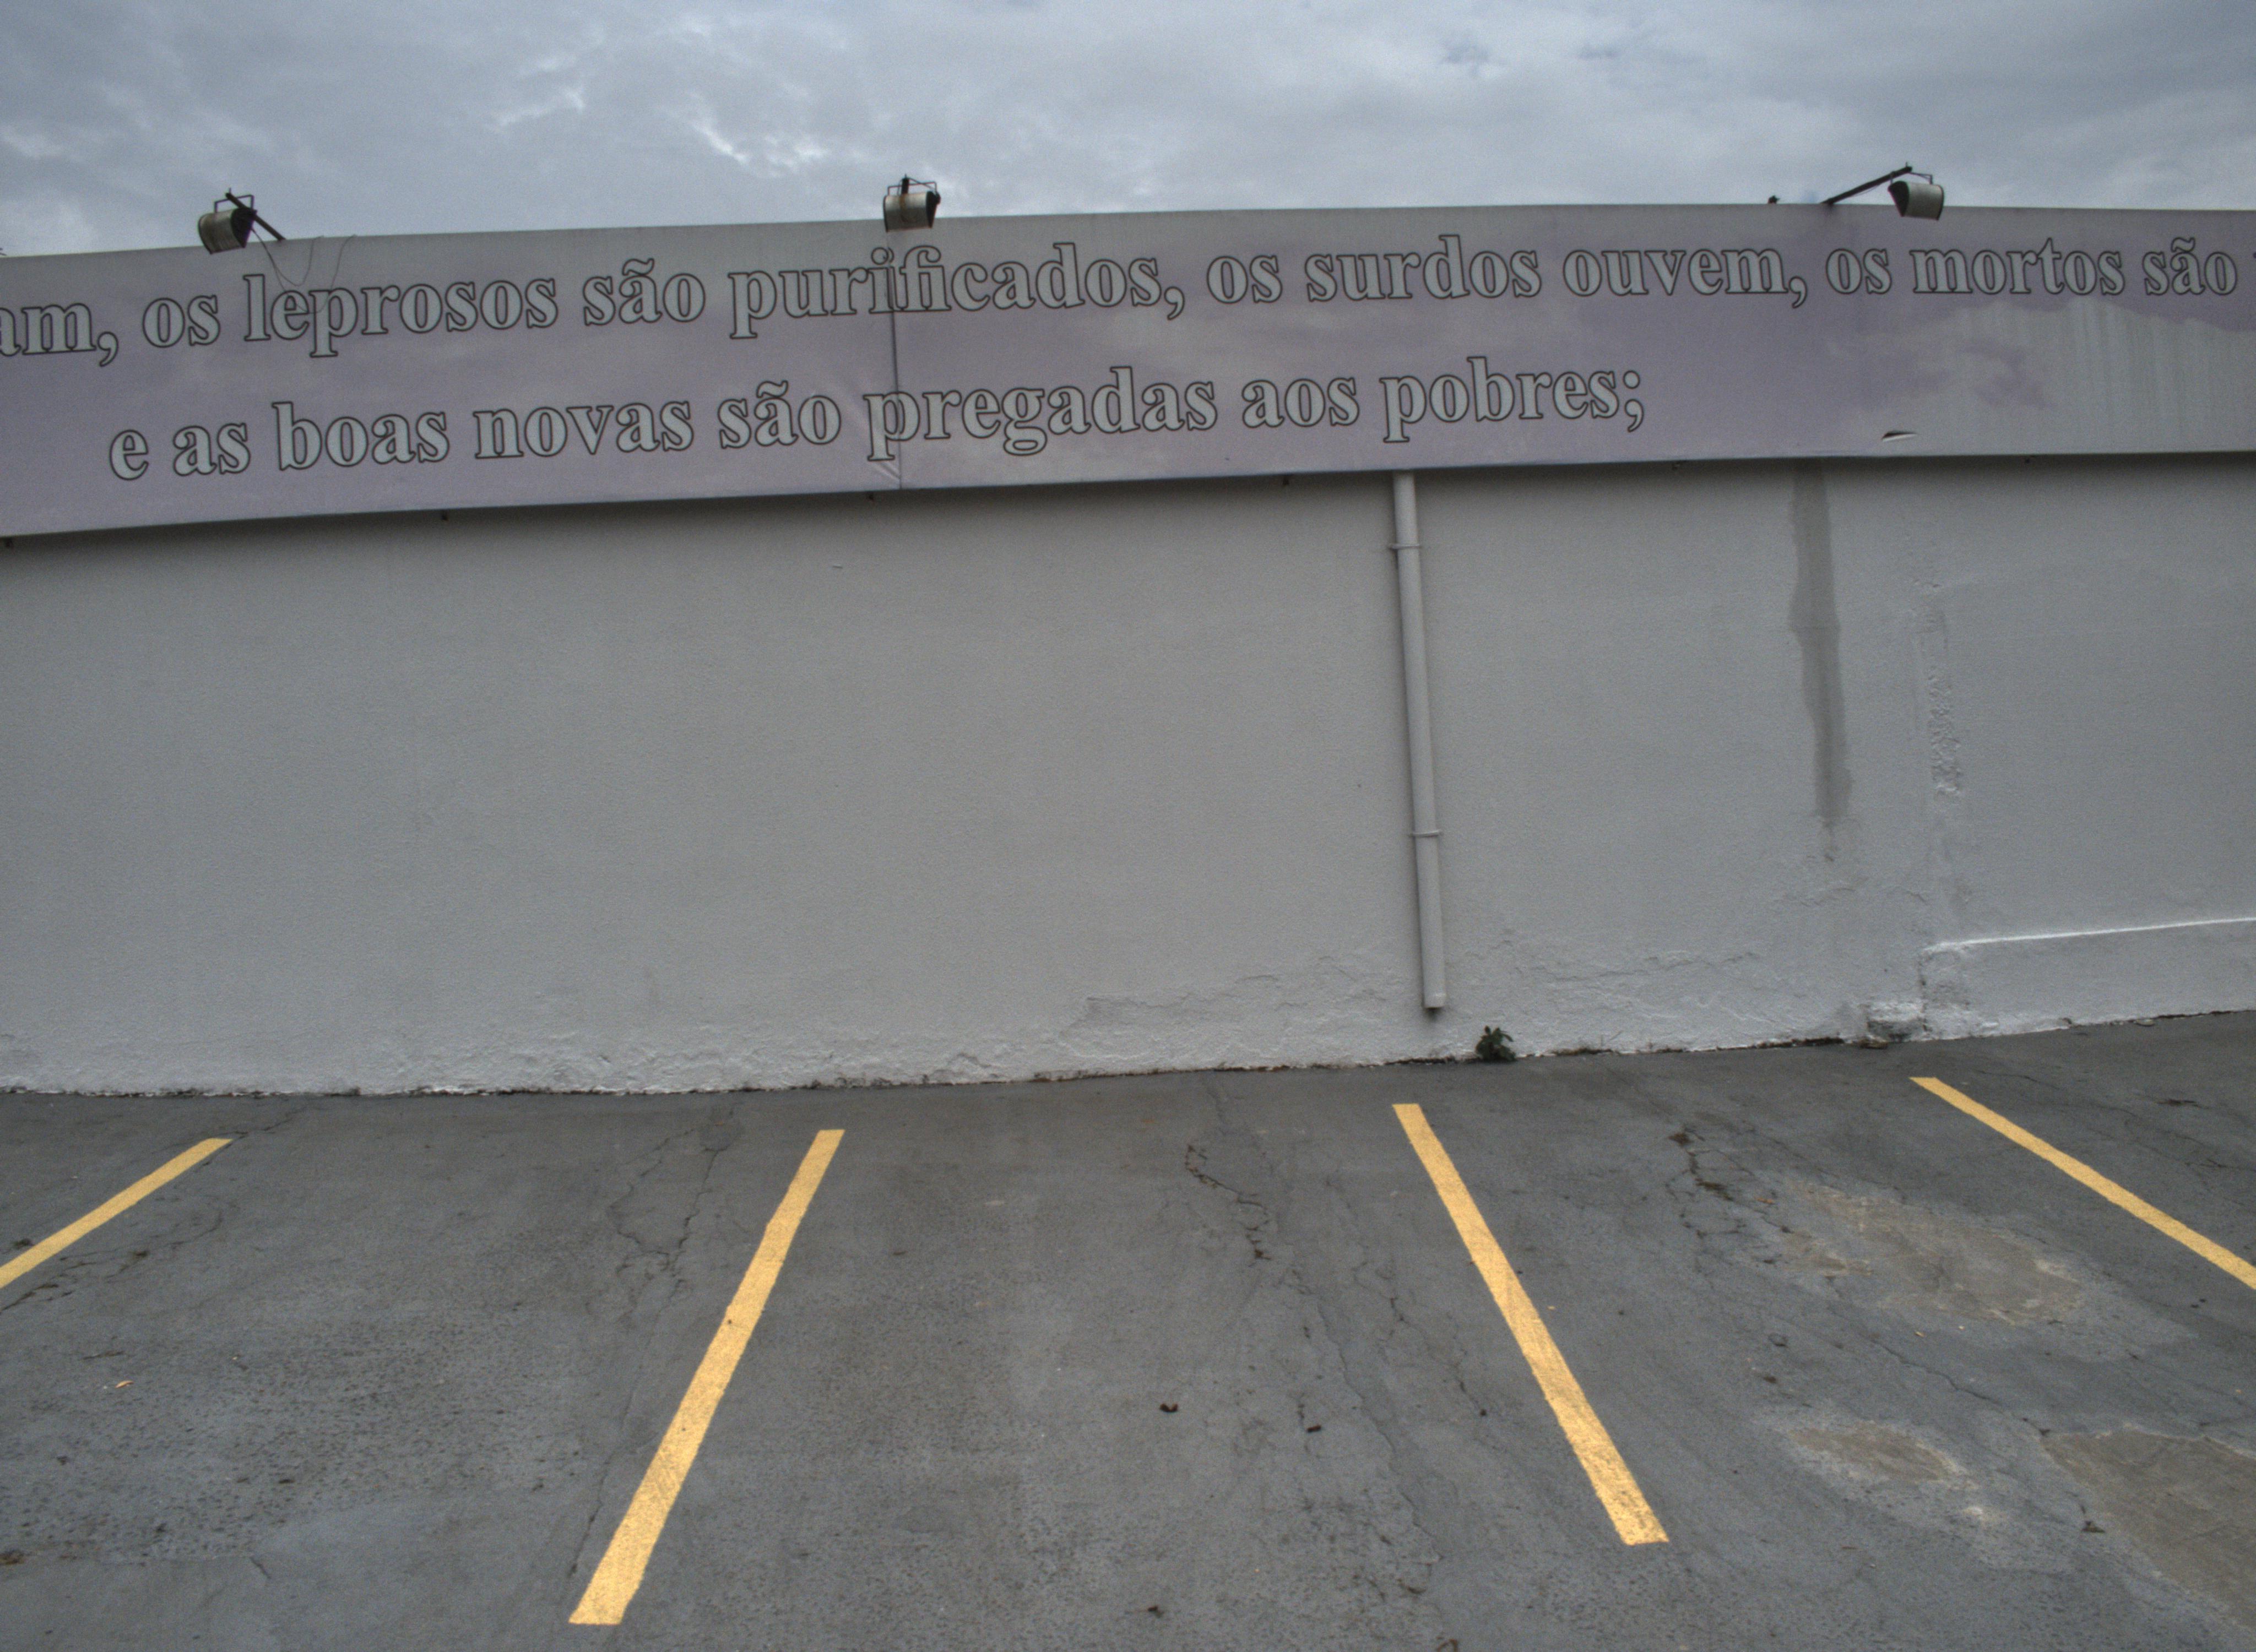 am, os leprosos são purificados, os surdos ouvem, os mortos são
e as boas novas são pregadas aos pobres;